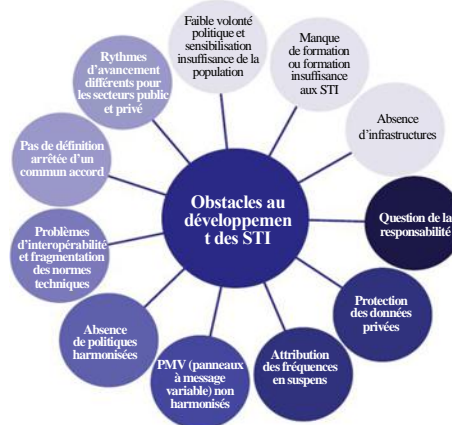 Faible volonté
politique et
sensibilisation
insuffisance de la
population
Manque
de formation
ou formation
insuffisance
aux STI
Absence
d'infrastructures
Question de la
responsabilité
Protection
des données
privées
Attribution
des fréquences
en suspens
PMV (panneaux
à message
variable) non
harmonisés
Absence
de politiques
harmonisées
Problèmes
d'interopérabilité
et fragmentation
des normes
techniques
Pas de définition
arrêtée d'un
commun accord
Rythmes
d'avancement
différents pour
les secteurs public
et privé
Obstacles au
développemen
t des STI